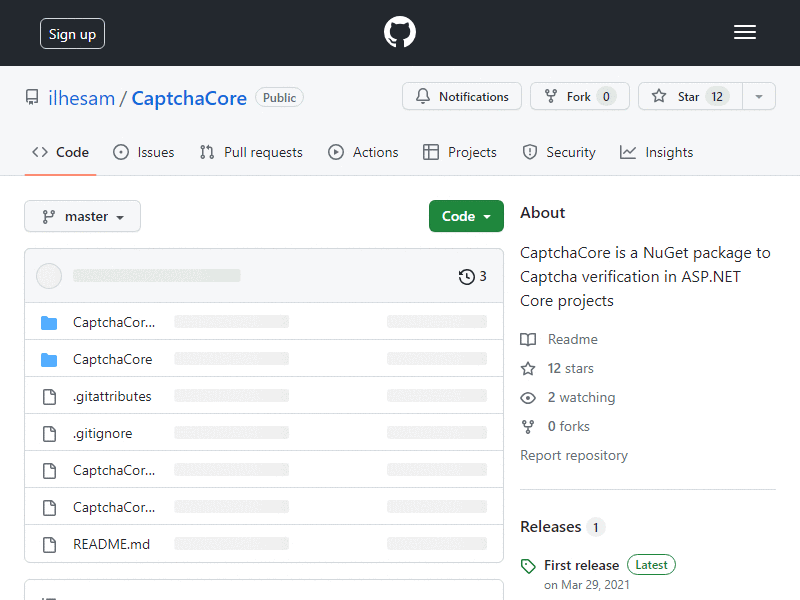 Sign up
ilhesam / CaptchaCore Public
Notifications
Fork 0
Star 12
Code
Issues
Pull requests
Actions
Projects
Security
Insights
master
Code
3
CaptchaCor...
CaptchaCore
.gitattributes
.gitignore
CaptchaCor...
CaptchaCor...
README.md
About
CaptchaCore is a NuGet package to
Captcha verification in ASP.NET
Core projects
Readme
12 stars
2 watching
0 forks
Report repository
Releases 1
First release Latest
on Mar 29, 2021